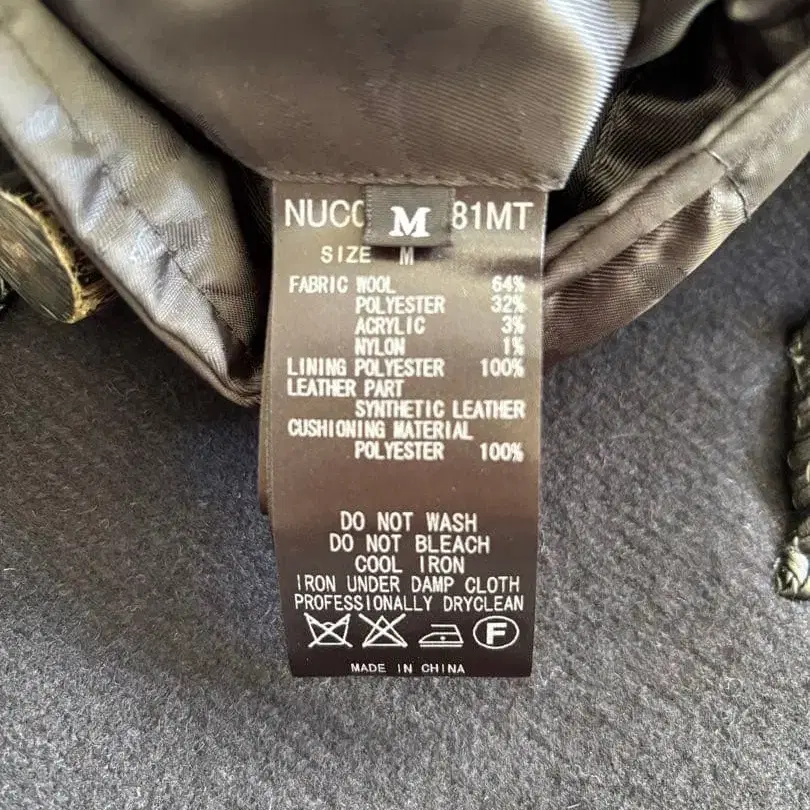 NUCC M 81MT
SIZE M
FABRIC WOOL 64%
POLYESTER 32%
ACRYLIC 3%
NYLON 1%
LINING POLYESTER 100%
LEATHER PART
SYNTHETIC LEATHER
CUSHIONING MATERIAL
POLYESTER 100%
DO NOT WASH
DO NOT BLEACH
COOL IRON
IRON UNDER DAMP CLOTH
PROFESSIONALLY DRYCLEAN
F
MADE IN CHINA